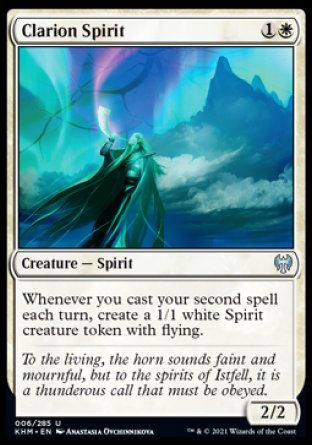 Clarion Spirit 1
Creature — Spirit
Whenever you cast your second spell
each turn, create a 1/1 white Spirit
creature token with flying.
To the living, the horn sounds faint and
mournful, but to the spirits of Istfell, it is
a thunderous call that must be obeyed.
2/2
006/285 U
KHM • EN Anastasia Ovchinnikova ™ & © 2021 Wizards of the Coast